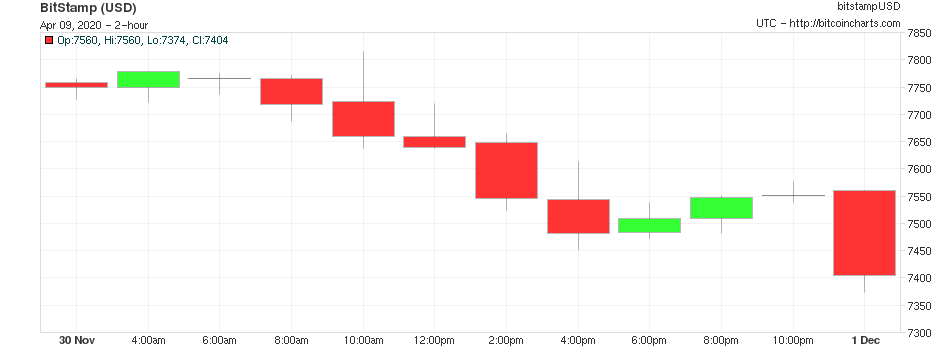 BitStamp (USD)
bitstampUSD
Apr 09, 2020 - 2-hour
UTC - http://bitcoincharts.com
Op:7560, Hi:7560, Lo:7374, Cl:7404
7850
7800
7750
7700
7650
7600
7550
7500
7450
7400
7350
7300
30 Nov 4:00am 6:00am 8:00am 10:00am 12:00pm 2:00pm 4:00pm 6:00pm 8:00pm 10:00pm 1 Dec